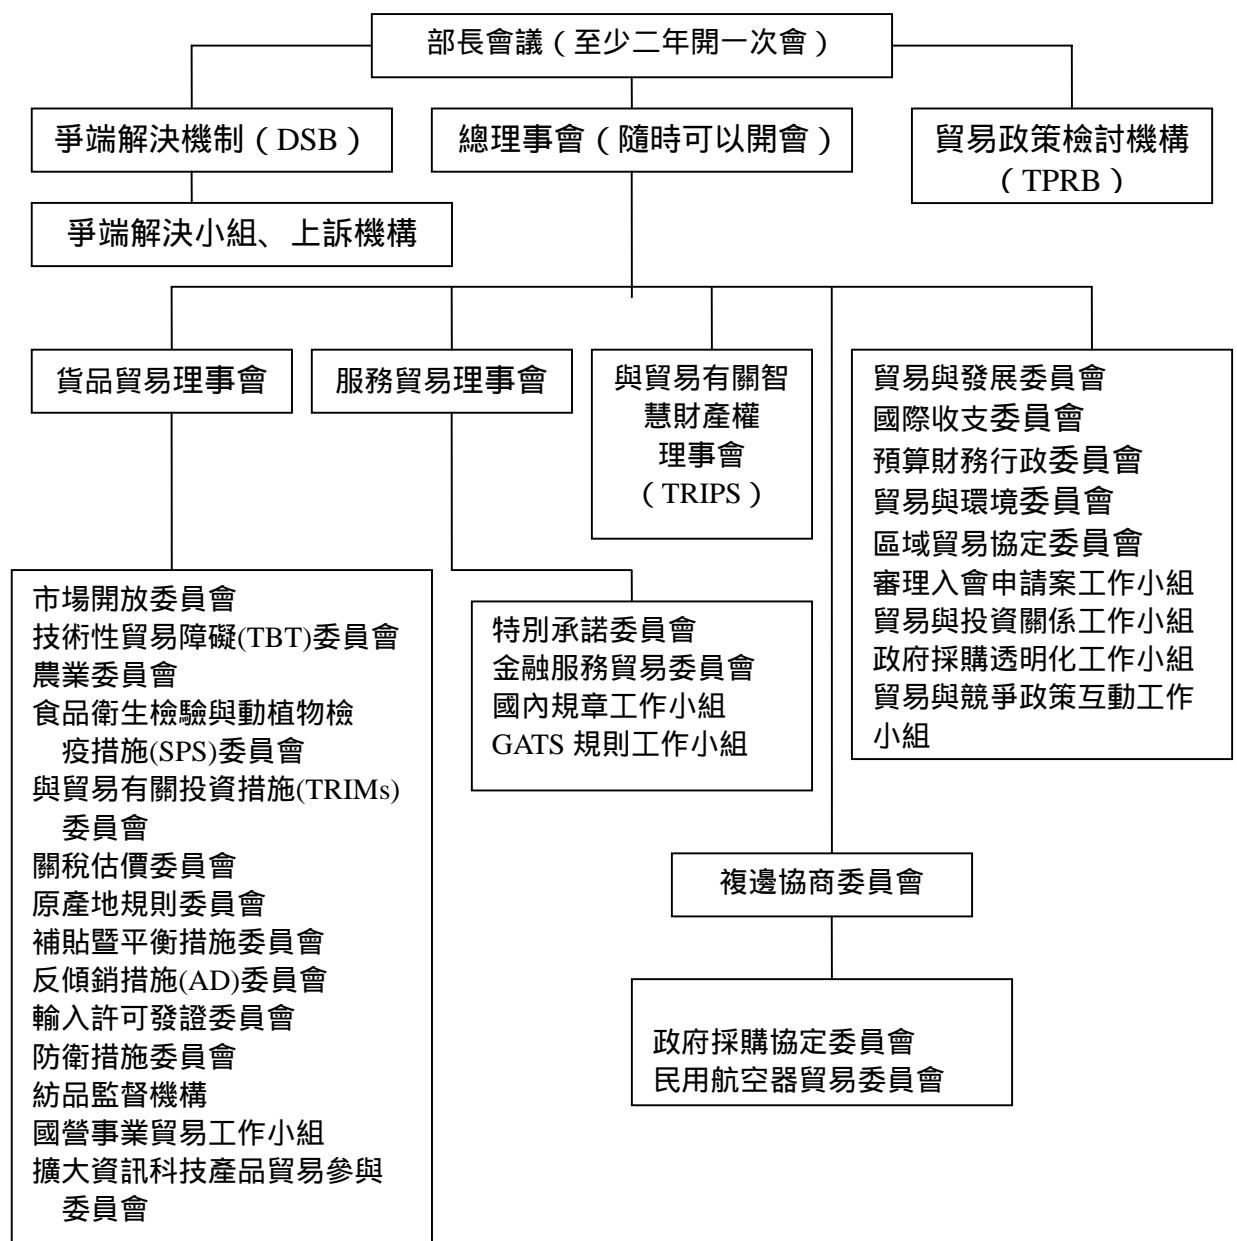 部長會議（至少二年開一次會）
爭端解決機制（DSB）
總理事會（隨時可以開會）
貿易政策檢討機構
（TPRB）
爭端解決小組、上訴機構
貨品貿易理事會
服務貿易理事會
與貿易有關智
慧財產權
理事會
（TRIPS）
貿易與發展委員會
國際收支委員會
預算財務行政委員會
貿易與環境委員會
區域貿易協定委員會
審理入會申請案工作小組
貿易與投資關係工作小組
政府採購透明化工作小組
貿易與競爭政策互動工作
小組
市場開放委員會
技術性貿易障礙(TBT)委員會
農業委員會
食品衛生檢驗與動植物檢
疫措施(SPS)委員會
與貿易有關投資措施(TRIMs)
委員會
關稅估價委員會
原產地規則委員會
補貼暨平衡措施委員會
反傾銷措施(AD)委員會
輸入許可發證委員會
防衛措施委員會
紡品監督機構
國營事業貿易工作小組
擴大資訊科技產品貿易參與
委員會
特別承諾委員會
金融服務貿易委員會
國內規章工作小組
GATS 規則工作小組
複邊協商委員會
政府採購協定委員會
民用航空器貿易委員會